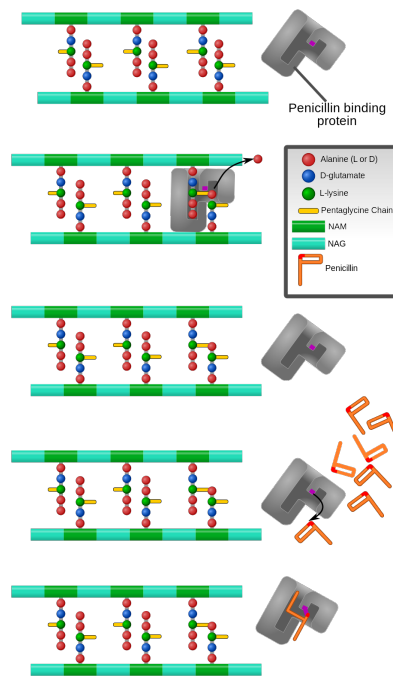 Penicillin binding
protein
Alanine (L or D)
D-glutamate
L-lysine
Pentaglycine Chain
NAM
NAG
Penicillin